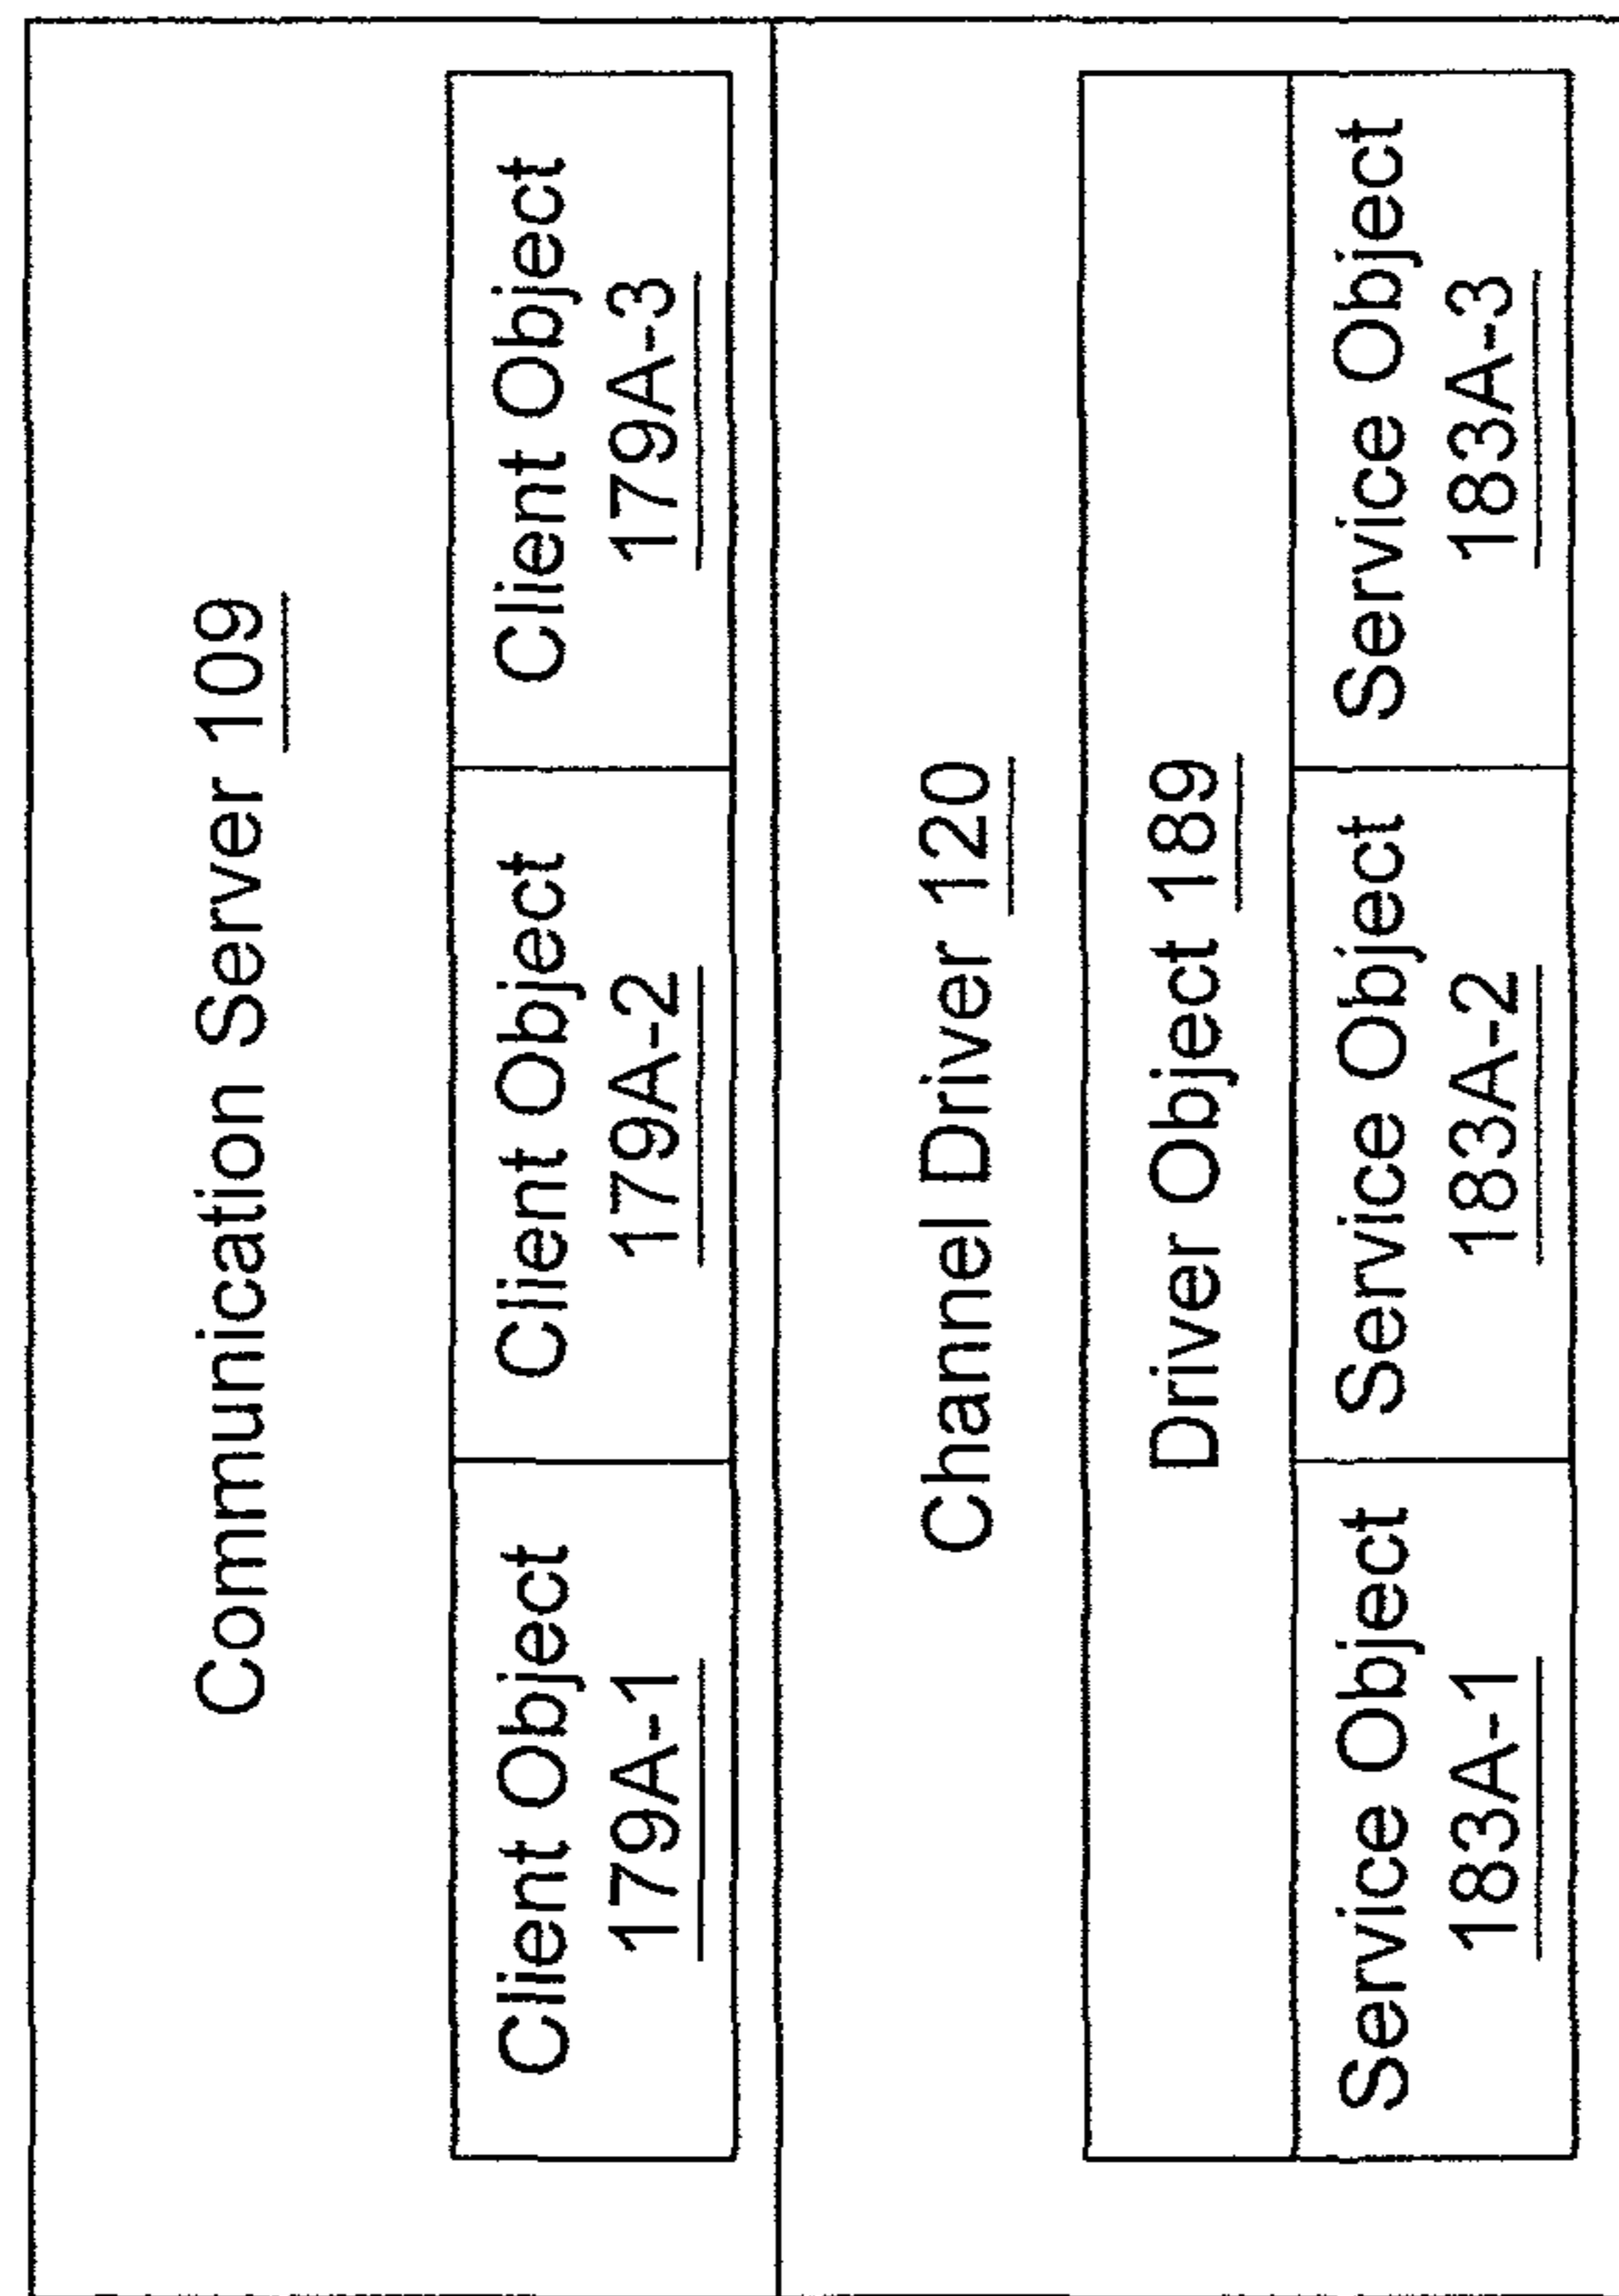 Communication Server 109
Client Object
179A-1
Client Object
179A-2
Client Object
179A-3
Channel Driver 120
Driver Object 189
Service Object
183A-1
Service Object
183A-2
Service Object
183A-3